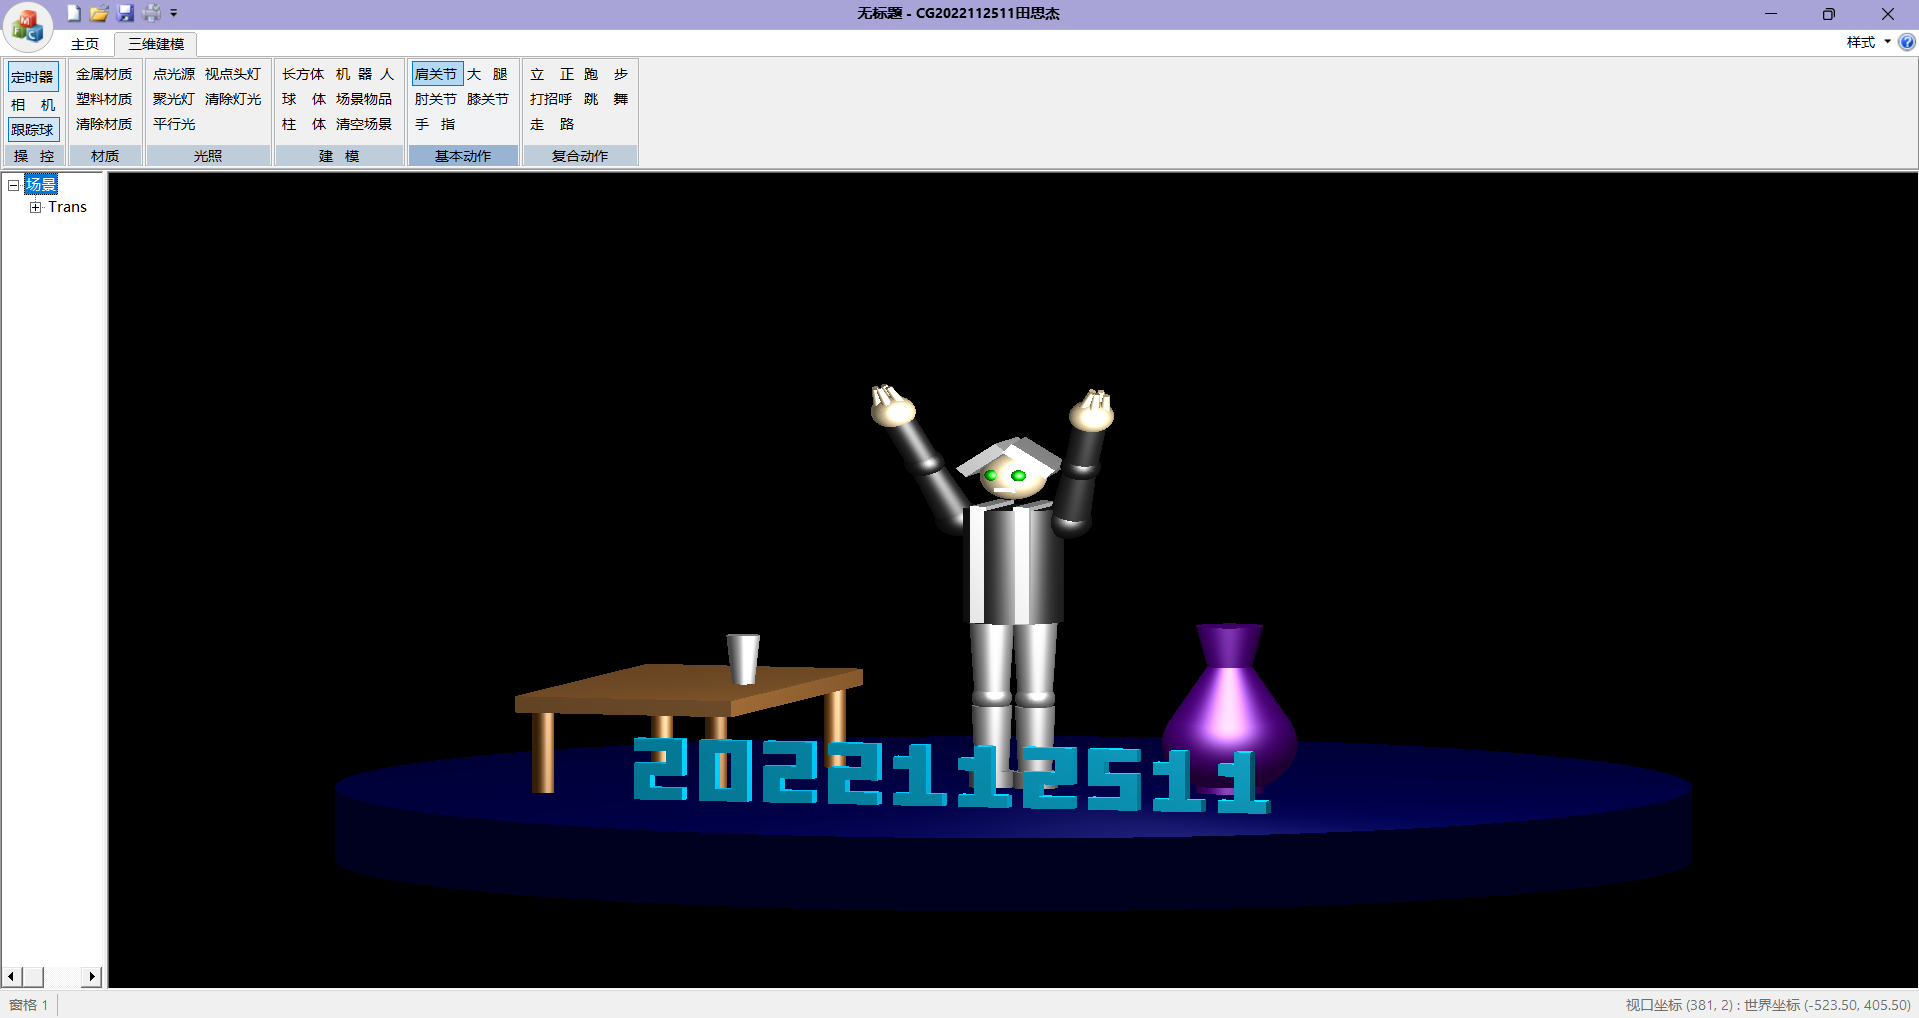 无标题 - CG2022112511田思杰
主页 三维建模 样式
定时器 金属材质 点光源 视点头灯 长方体 机 器 人 肩关节 大 腿 立 正 跑 步
相 机 塑料材质 聚光灯 清除灯光 球 体 场景物品 肘关节 膝关节 打招呼 跳 舞
跟踪球 清除材质 平行光 柱 体 清空场景 手 指 走 路
操 控 材质 光照 建 模 基本动作 复合动作
场景
Trans
2022112511
窗格 1 视口坐标 (381, 2) : 世界坐标 (-523.50, 405.50)